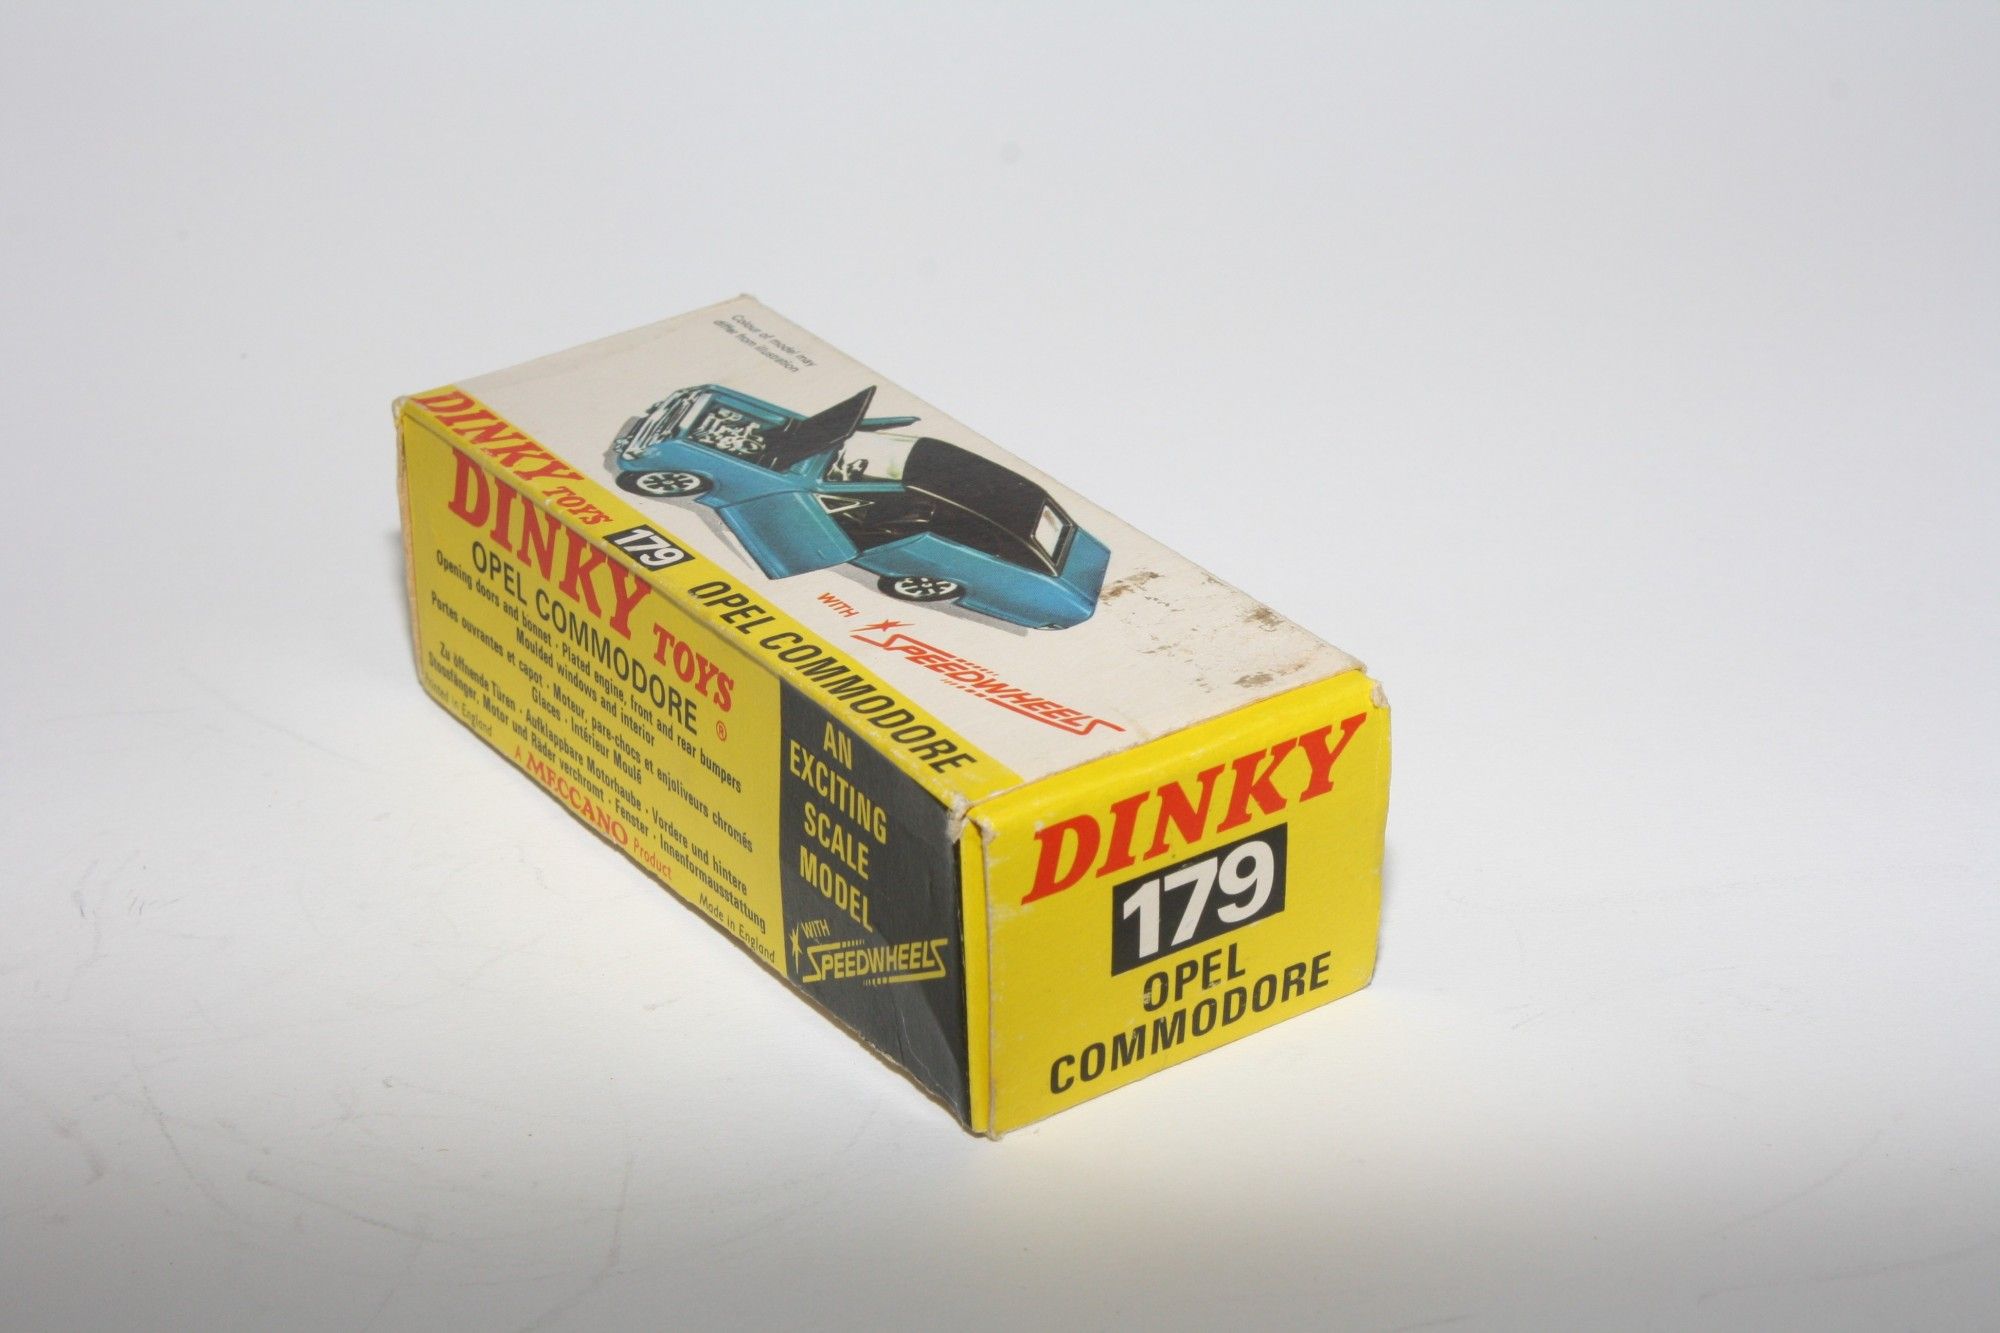 Colour of model may
differ from illustration
WITH
SPEEDWHEELS
DINKY TOYS 179 OPEL COMMODORE
DINKY TOYS ®
OPEL COMMODORE
Opening doors and bonnet · Plated engine, front and rear bumpers
Moulded windows and interior
Portes ouvrantes et capot · Moteur, pare-chocs et enjoliveurs chromés
Glaces · Intérieur Moulé
Zu öffnende Türen · Aufklappbare Motorhaube · Vordere und hintere
Stossfänger, Motor und Räder verchromt · Fenster · Innenformausstattung
Printed in England
A MECCANO Product
Made in England
AN
EXCITING
SCALE
MODEL
WITH
SPEEDWHEELS
DINKY
179
OPEL
COMMODORE